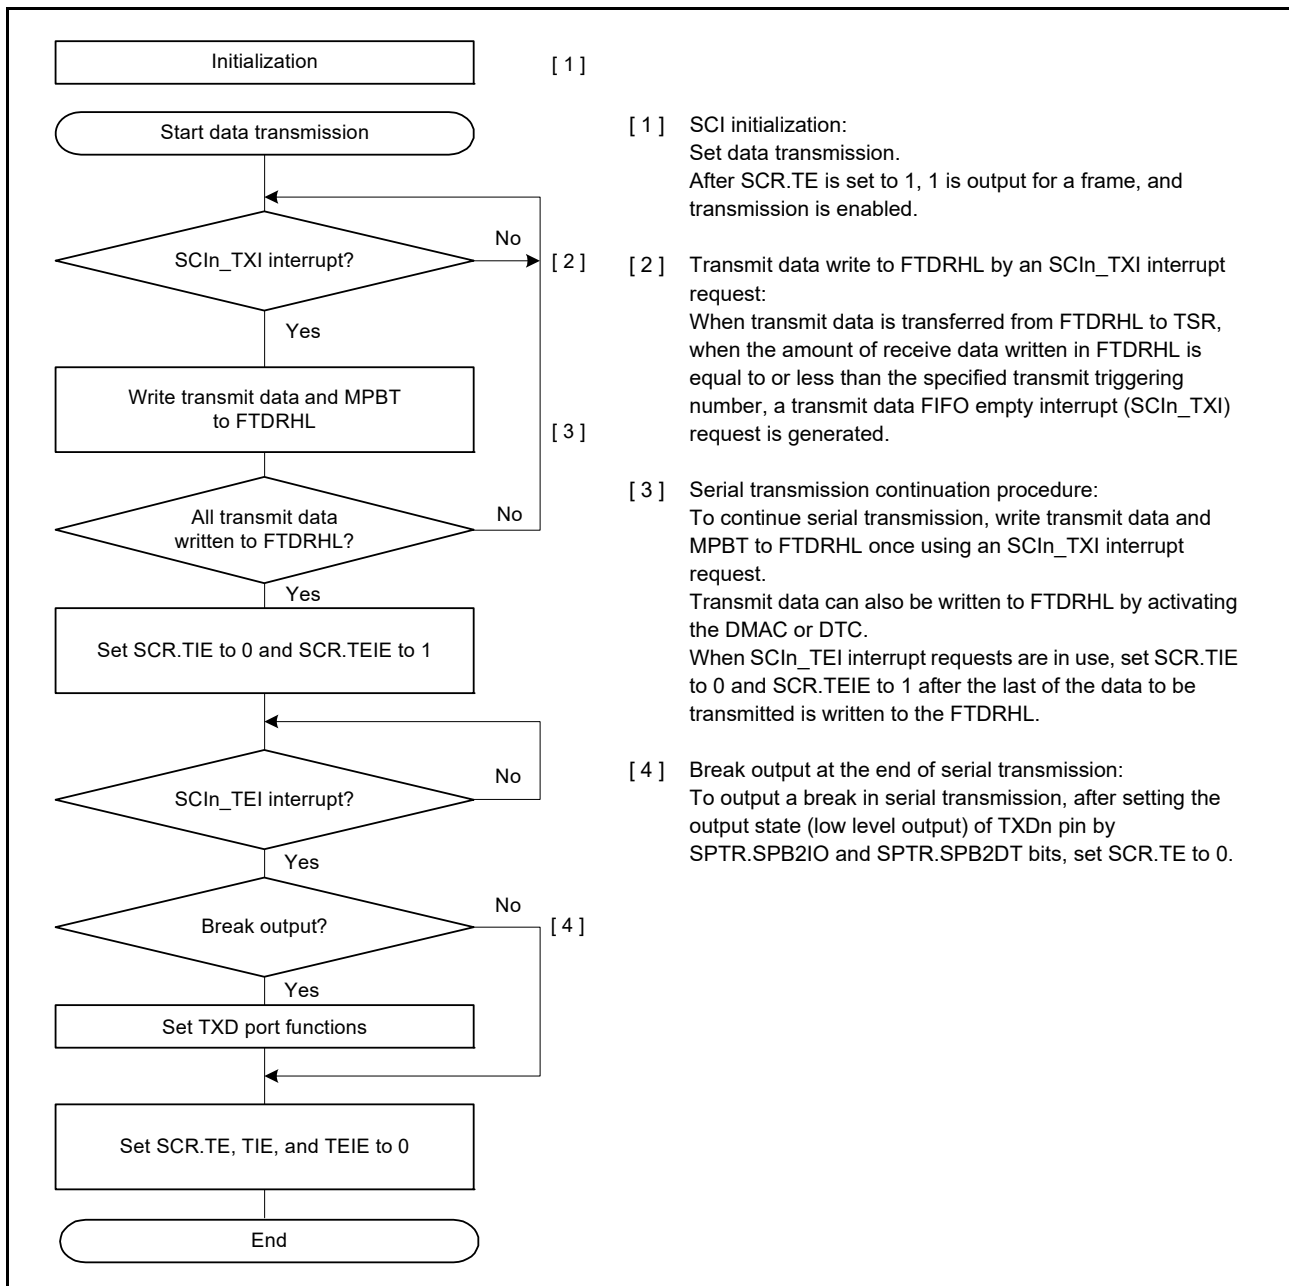 Initialization
[ 1 ]
Start data transmission
SCIn_TXI interrupt?
No
[ 2 ]
Yes
Write transmit data and MPBT
to FTDRHL
[ 3 ]
All transmit data
written to FTDRHL?
No
Yes
Set SCR.TIE to 0 and SCR.TEIE to 1
SCIn_TEI interrupt?
No
Yes
Break output?
No
[ 4 ]
Yes
Set TXD port functions
Set SCR.TE, TIE, and TEIE to 0
End
[ 1 ] SCI initialization:
Set data transmission.
After SCR.TE is set to 1, 1 is output for a frame, and
transmission is enabled.
[ 2 ] Transmit data write to FTDRHL by an SCIn_TXI interrupt
request:
When transmit data is transferred from FTDRHL to TSR,
when the amount of receive data written in FTDRHL is
equal to or less than the specified transmit triggering
number, a transmit data FIFO empty interrupt (SCIn_TXI)
request is generated.
[ 3 ] Serial transmission continuation procedure:
To continue serial transmission, write transmit data and
MPBT to FTDRHL once using an SCIn_TXI interrupt
request.
Transmit data can also be written to FTDRHL by activating
the DMAC or DTC.
When SCIn_TEI interrupt requests are in use, set SCR.TIE
to 0 and SCR.TEIE to 1 after the last of the data to be
transmitted is written to the FTDRHL.
[ 4 ] Break output at the end of serial transmission:
To output a break in serial transmission, after setting the
output state (low level output) of TXDn pin by
SPTR.SPB2IO and SPTR.SPB2DT bits, set SCR.TE to 0.